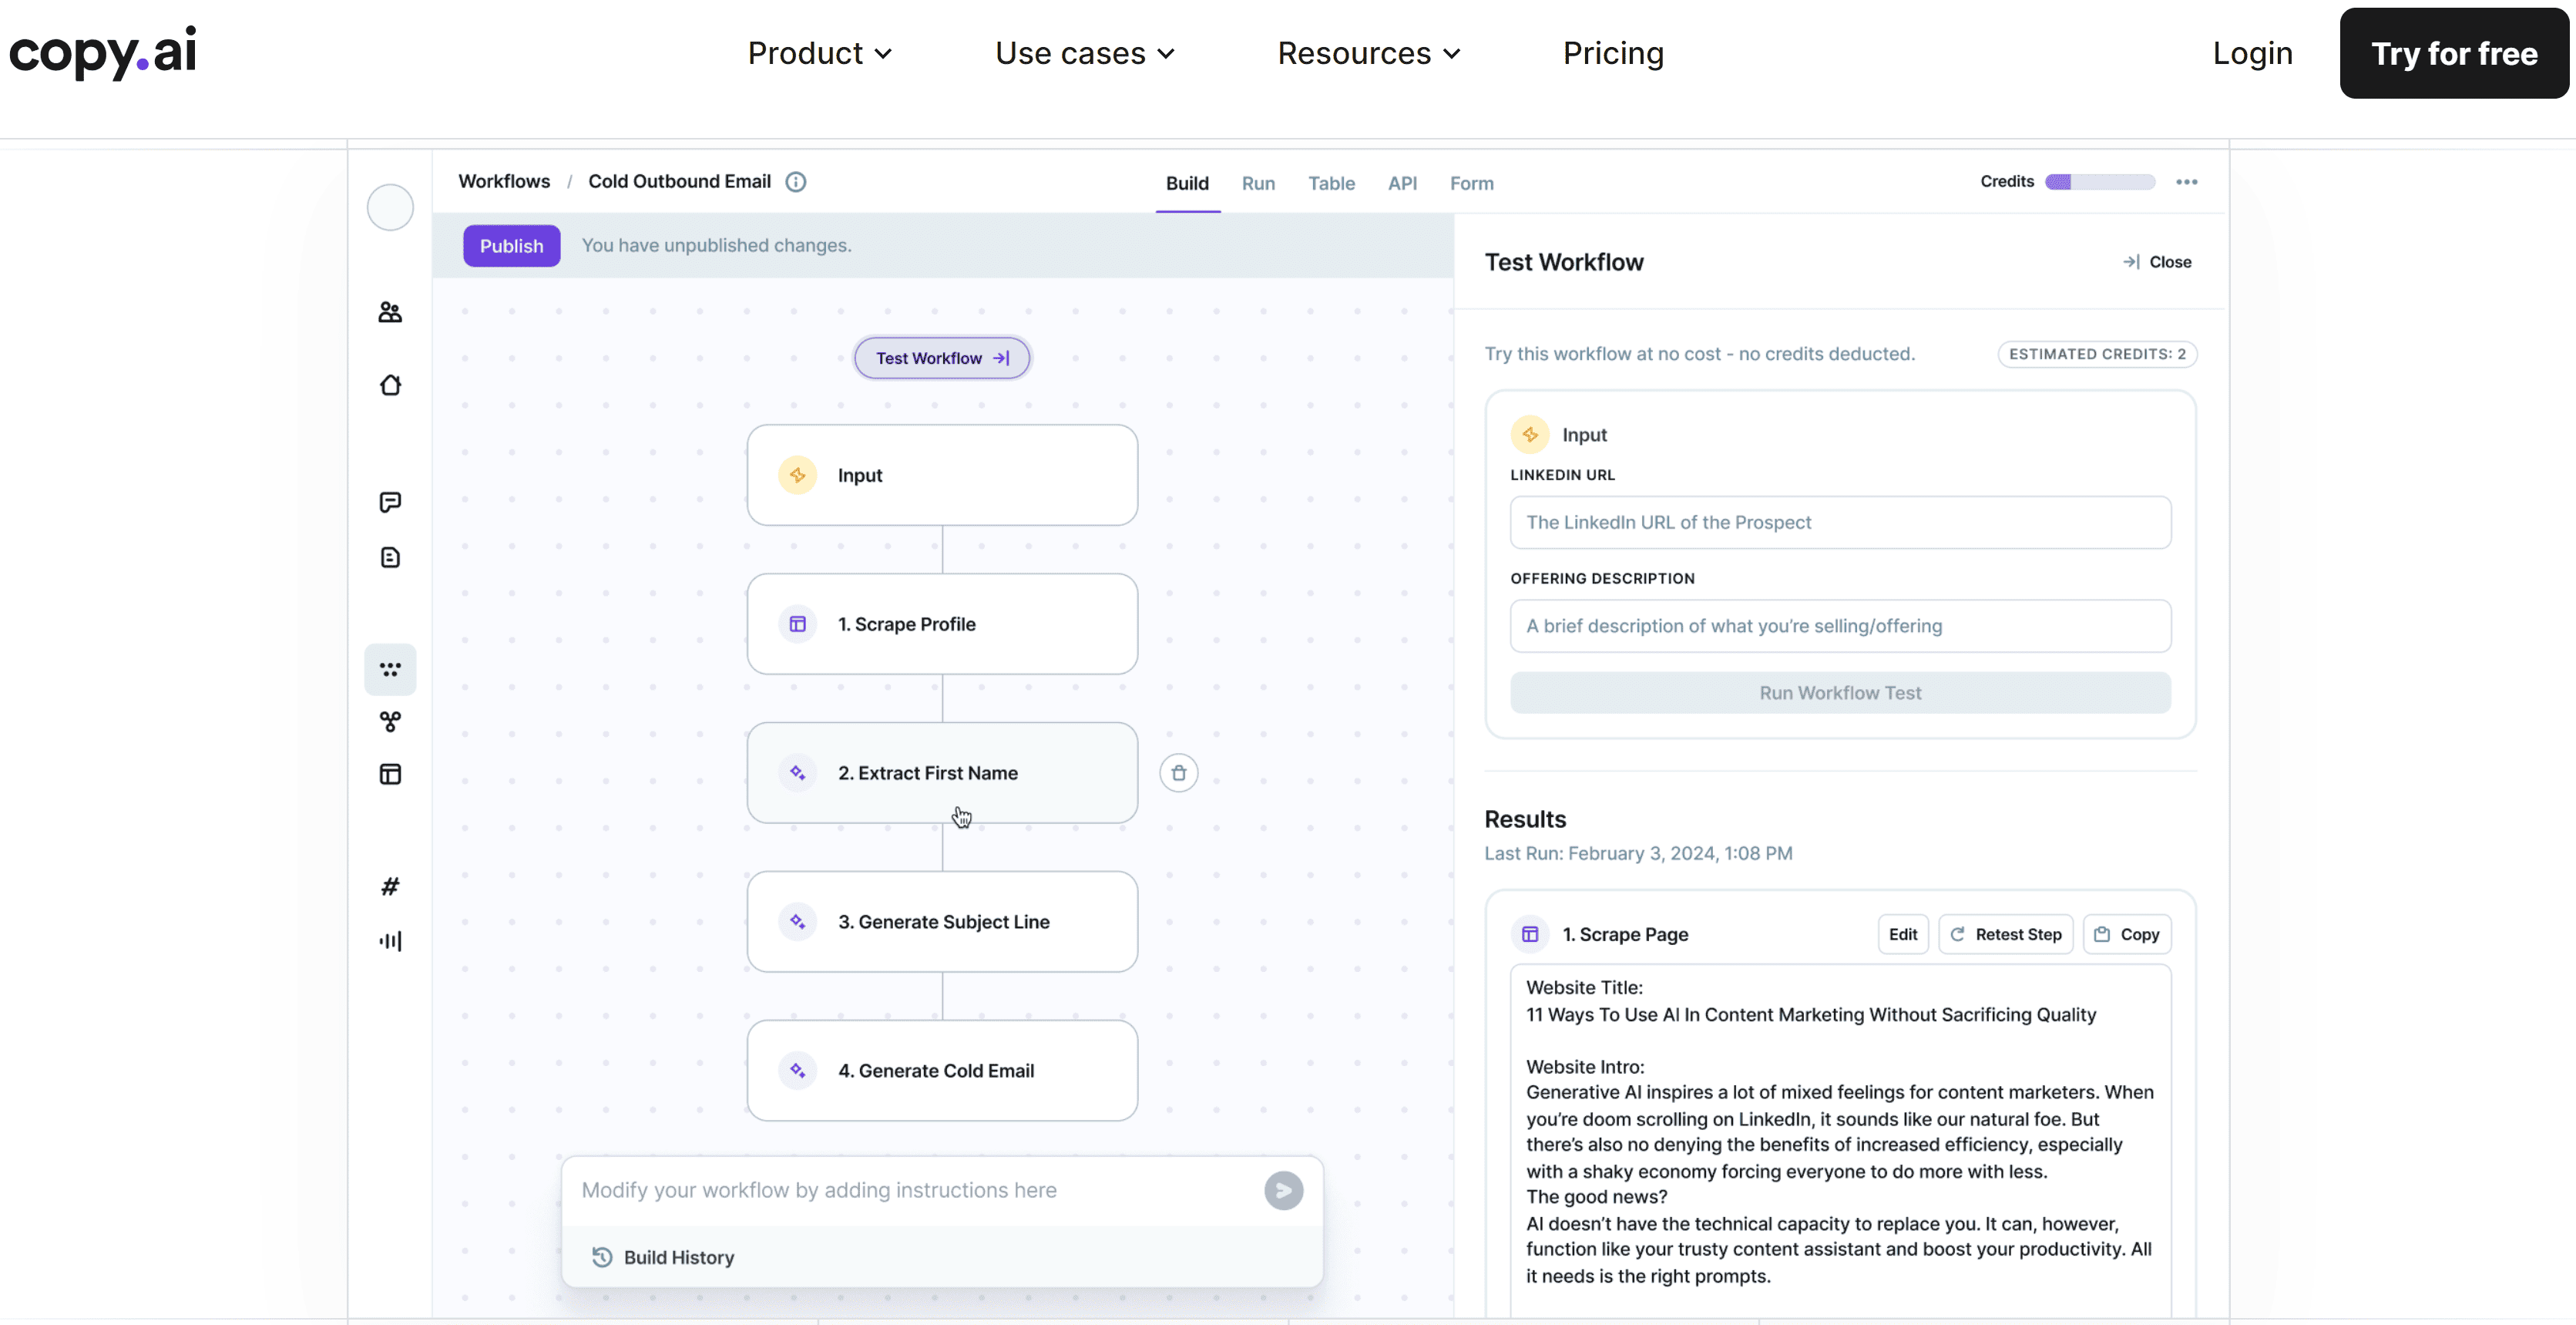 copy.ai
Product
Use cases
Resources
Pricing
Login
Try for free
Workflows / Cold Outbound Email
Build
Run
Table
API
Form
Credits
Publish
You have unpublished changes.
Test Workflow
Input
1. Scrape Profile
2. Extract First Name
3. Generate Subject Line
4. Generate Cold Email
Modify your workflow by adding instructions here
Build History
Test Workflow
Close
Try this workflow at no cost - no credits deducted.
ESTIMATED CREDITS: 2
Input
LINKEDIN URL
The LinkedIn URL of the Prospect
OFFERING DESCRIPTION
A brief description of what you’re selling/offering
Run Workflow Test
Results
Last Run: February 3, 2024, 1:08 PM
1. Scrape Page
Edit
Retest Step
Copy
Website Title:
11 Ways To Use AI In Content Marketing Without Sacrificing Quality
Website Intro:
Generative AI inspires a lot of mixed feelings for content marketers. When
you’re doom scrolling on LinkedIn, it sounds like our natural foe. But
there’s also no denying the benefits of increased efficiency, especially
with a shaky economy forcing everyone to do more with less.
The good news?
AI doesn’t have the technical capacity to replace you. It can, however,
function like your trusty content assistant and boost your productivity. All
it needs is the right prompts.